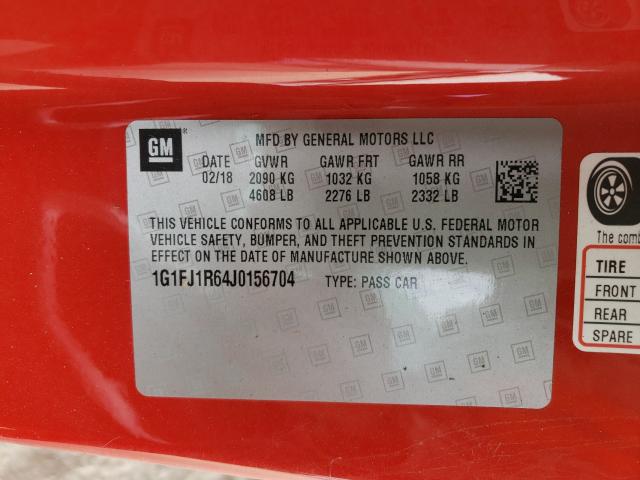 GM
MFD BY GENERAL MOTORS LLC
DATE GVWR GAWR FRT GAWR RR
02/18 2090 KG 1032 KG 1058 KG
4608 LB 2276 LB 2332 LB
THIS VEHICLE CONFORMS TO ALL APPLICABLE U.S. FEDERAL MOTOR
VEHICLE SAFETY, BUMPER, AND THEFT PREVENTION STANDARDS IN
EFFECT ON THE DATE OF MANUFACTURE SHOWN ABOVE.
1G1FJ1R64J0156704 TYPE: PASS CAR
The comb
TIRE
FRONT
REAR
SPARE